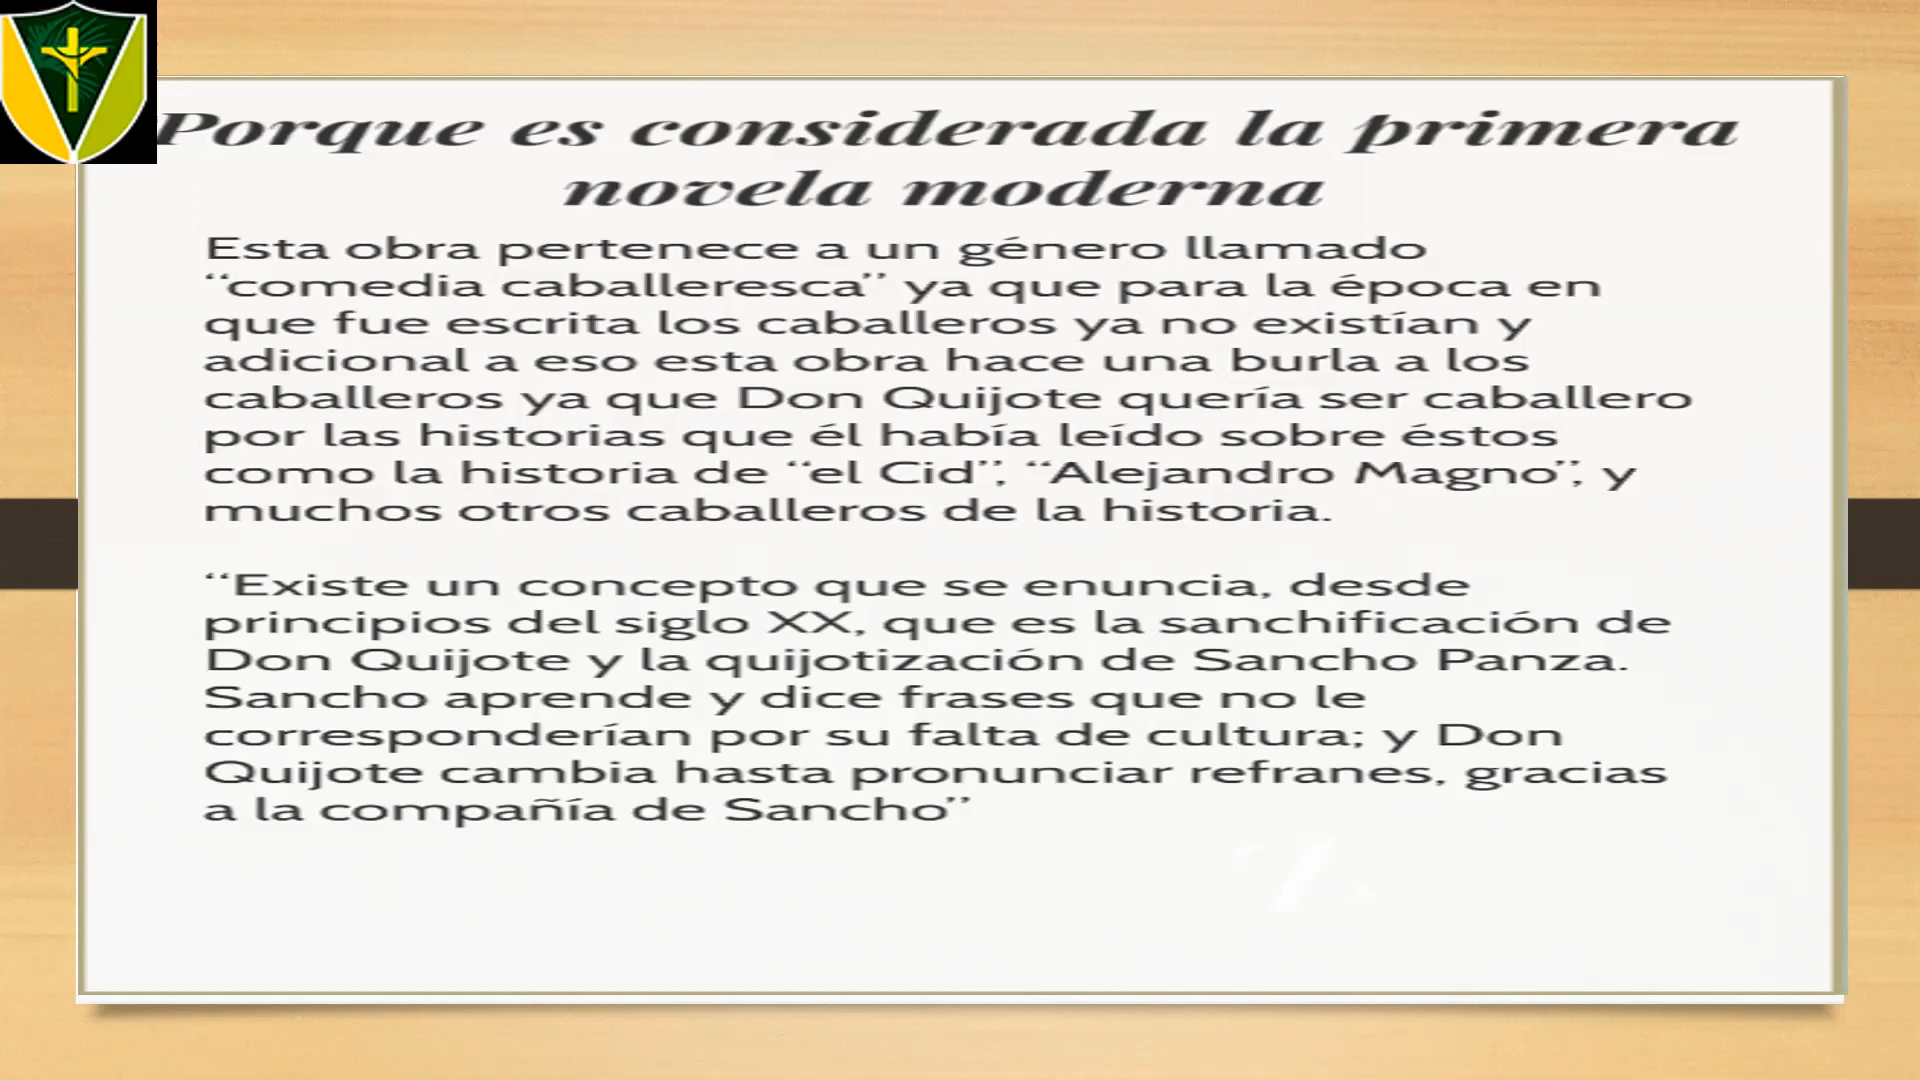 Porque es considerada la primera
novela moderna
Esta obra pertenece a un género llamado
“comedia caballeresca” ya que para la época en
que fue escrita los caballeros ya no existían y
adicional a eso esta obra hace una burla a los
caballeros ya que Don Quijote quería ser caballero
por las historias que él había leído sobre éstos
como la historia de “el Cid”, “Alejandro Magno”, y
muchos otros caballeros de la historia.
“Existe un concepto que se enuncia, desde
principios del siglo XX, que es la sanchificación de
Don Quijote y la quijotización de Sancho Panza.
Sancho aprende y dice frases que no le
corresponderían por su falta de cultura; y Don
Quijote cambia hasta pronunciar refranes, gracias
a la compañía de Sancho”